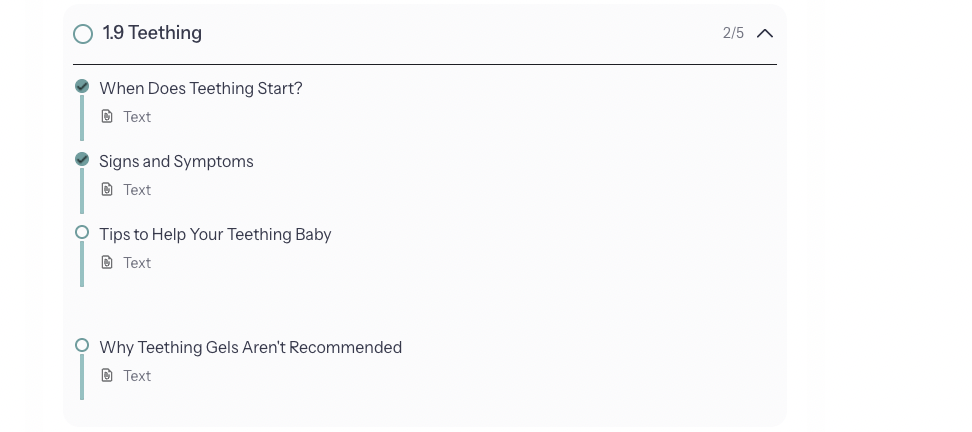 1.9 Teething
2/5
When Does Teething Start?
Text
Signs and Symptoms
Text
Tips to Help Your Teething Baby
Text
Why Teething Gels Aren't Recommended
Text